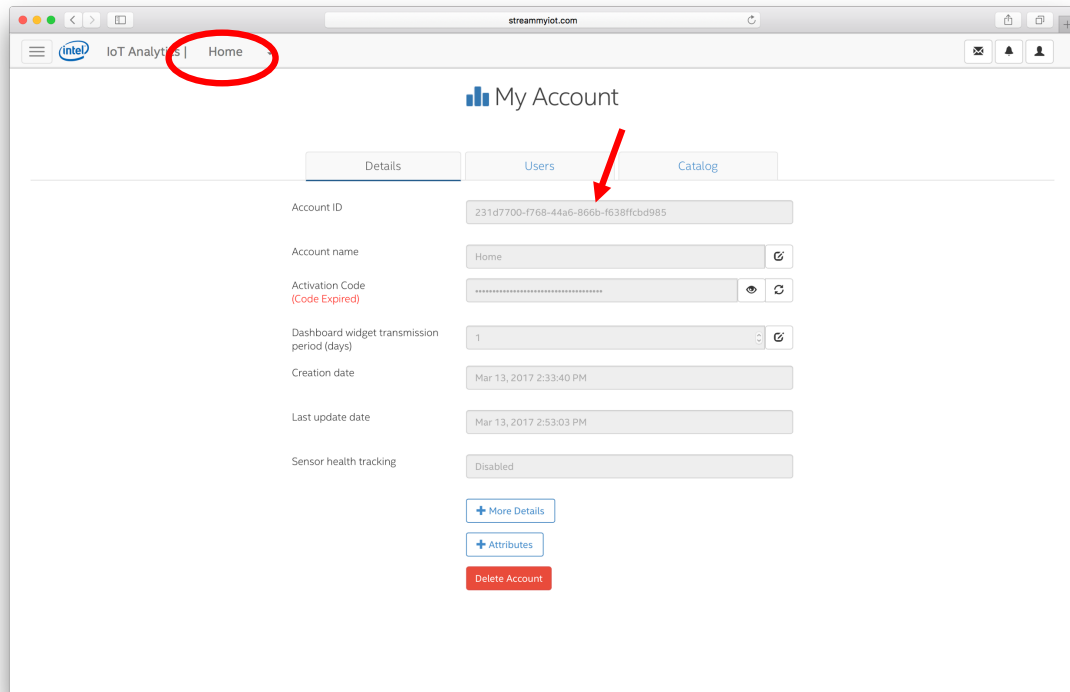 streammyiot.com
intel IoT Analytics | Home
My Account
Details Users Catalog
Account ID
231d7700-f768-44a6-866b-f638ffcbd985
Account name
Home
Activation Code
(Code Expired)
••••••••••••••••••••••••••••••••••••
Dashboard widget transmission
period (days)
1
Creation date
Mar 13, 2017 2:33:40 PM
Last update date
Mar 13, 2017 2:53:03 PM
Sensor health tracking
Disabled
+ More Details
+ Attributes
Delete Account